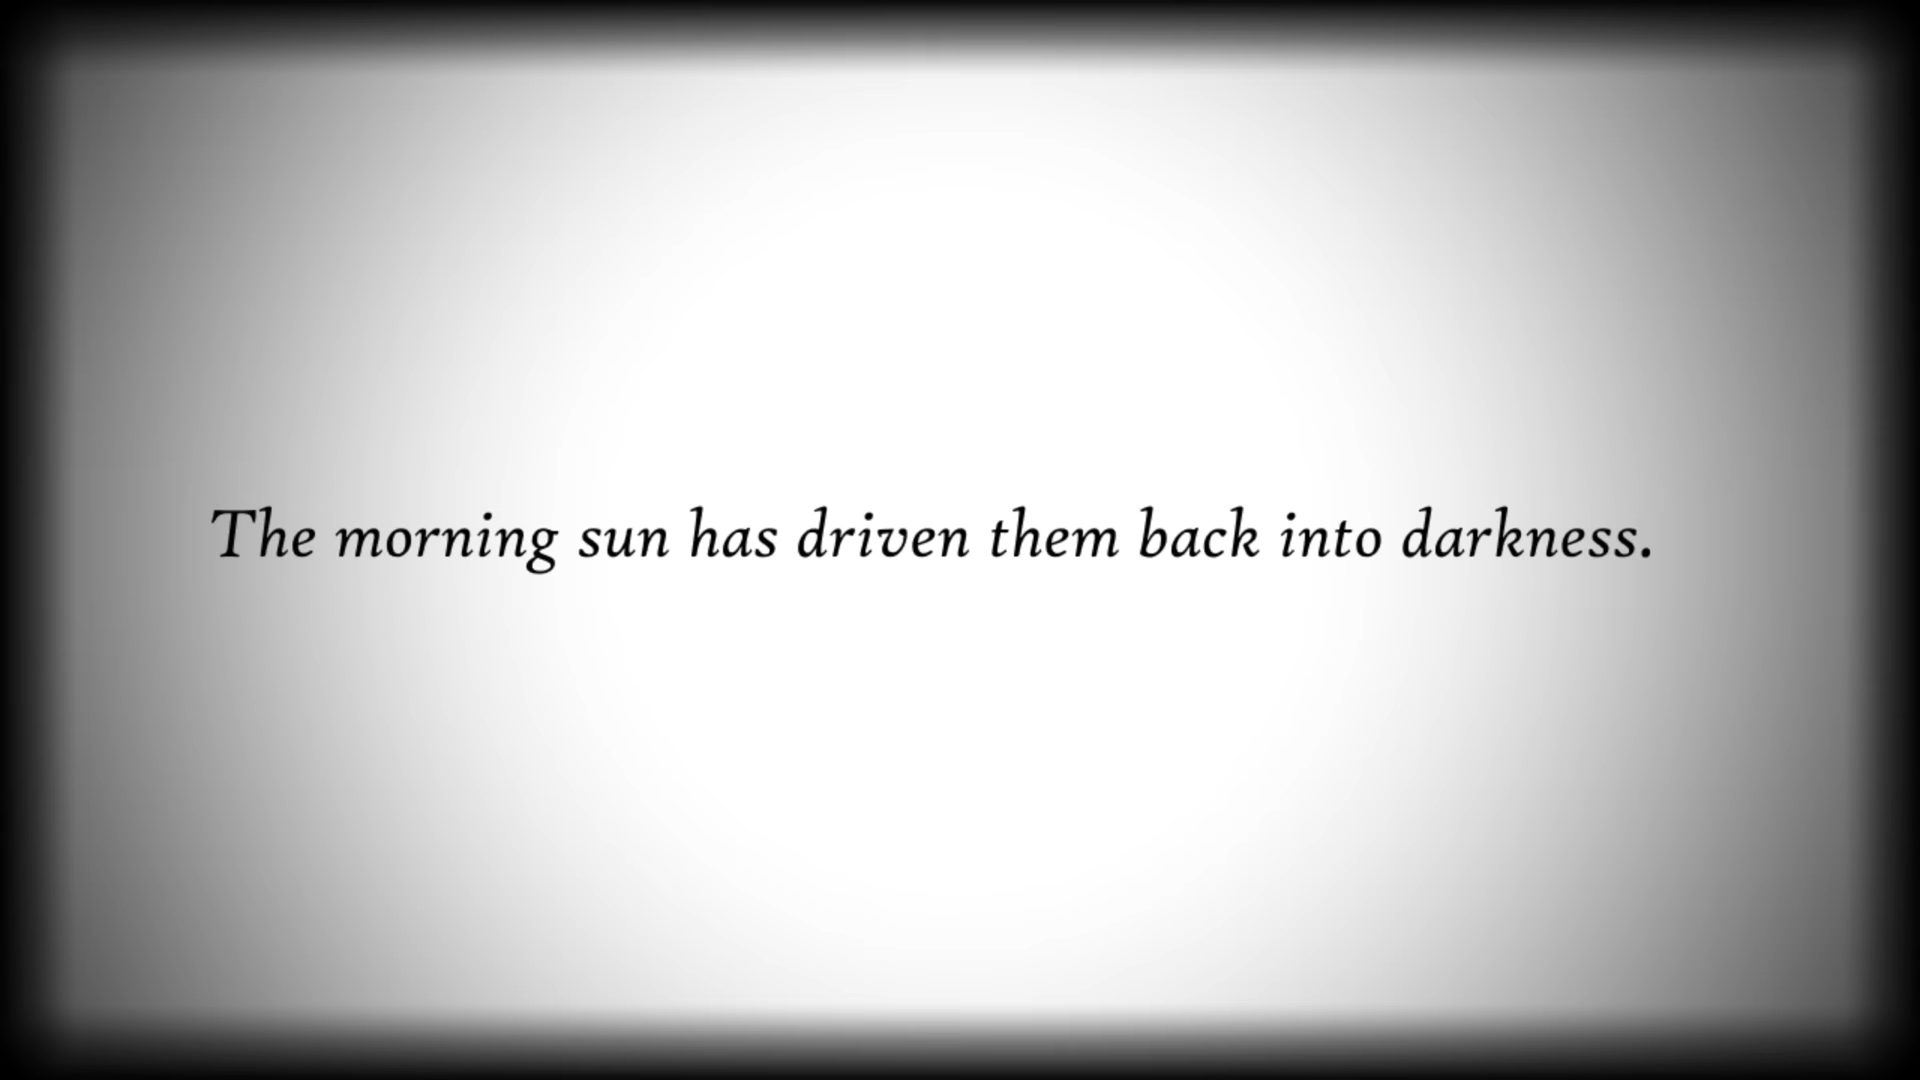 The morning sun has driven them back into darkness.